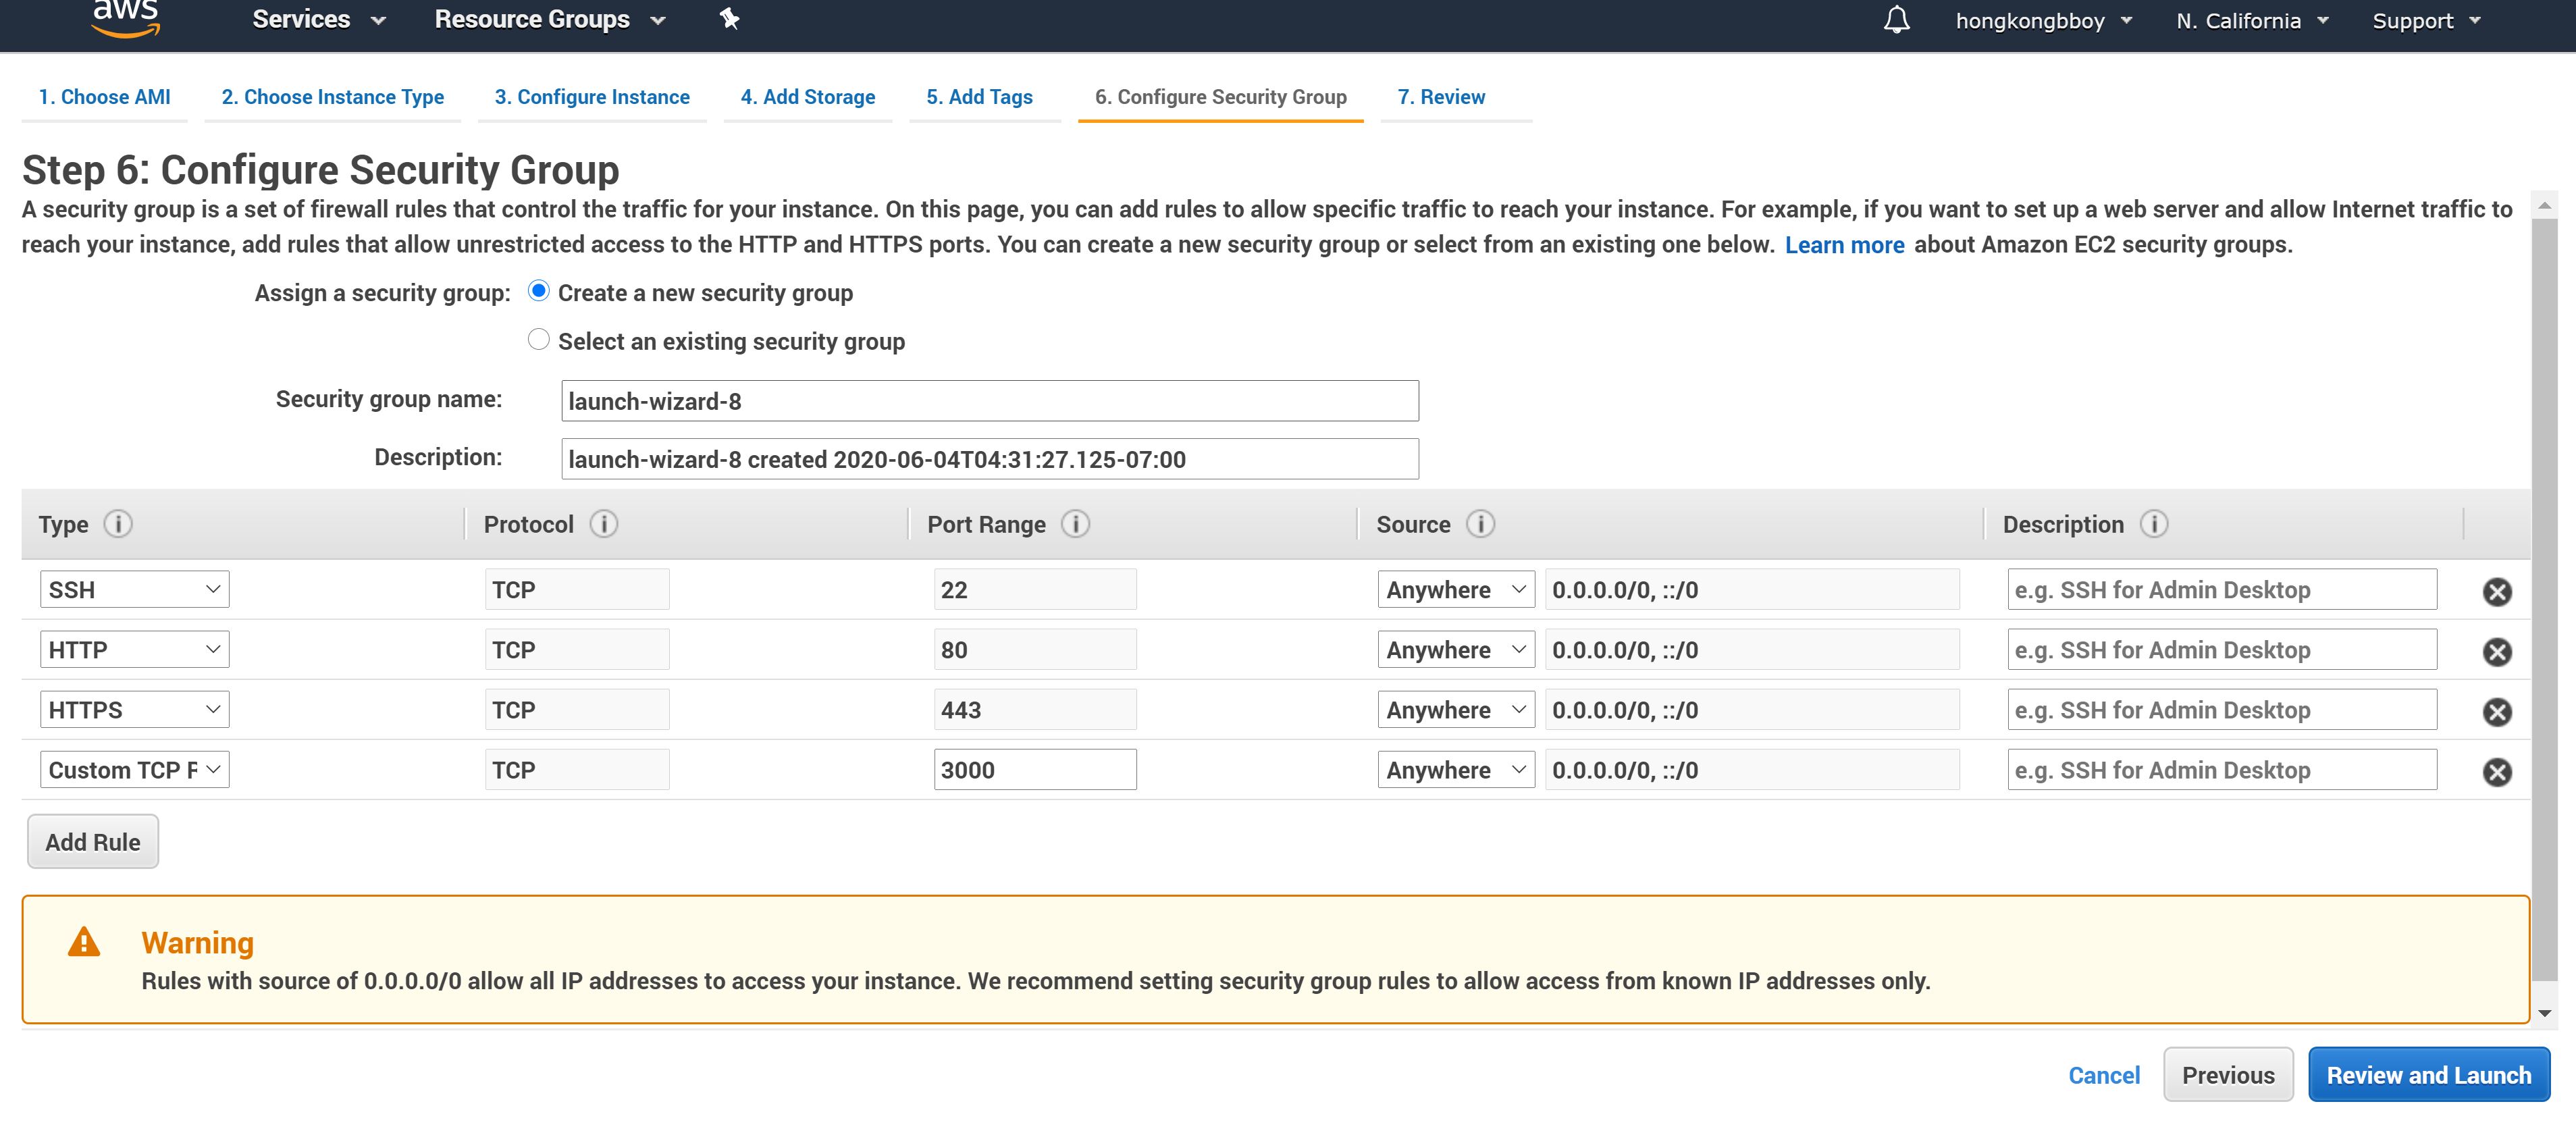 aws Services Resource Groups hongkongbboy N. California Support
1. Choose AMI 2. Choose Instance Type 3. Configure Instance 4. Add Storage 5. Add Tags 6. Configure Security Group 7. Review
Step 6: Configure Security Group
A security group is a set of firewall rules that control the traffic for your instance. On this page, you can add rules to allow specific traffic to reach your instance. For example, if you want to set up a web server and allow Internet traffic to
reach your instance, add rules that allow unrestricted access to the HTTP and HTTPS ports. You can create a new security group or select from an existing one below. Learn more about Amazon EC2 security groups.
Assign a security group: Create a new security group
Select an existing security group
Security group name: launch-wizard-8
Description: launch-wizard-8 created 2020-06-04T04:31:27.125-07:00
Type i Protocol i Port Range i Source i Description i
SSH TCP 22 Anywhere 0.0.0.0/0, ::/0 e.g. SSH for Admin Desktop
HTTP TCP 80 Anywhere 0.0.0.0/0, ::/0 e.g. SSH for Admin Desktop
HTTPS TCP 443 Anywhere 0.0.0.0/0, ::/0 e.g. SSH for Admin Desktop
Custom TCP F TCP 3000 Anywhere 0.0.0.0/0, ::/0 e.g. SSH for Admin Desktop
Add Rule
Warning
Rules with source of 0.0.0.0/0 allow all IP addresses to access your instance. We recommend setting security group rules to allow access from known IP addresses only.
Cancel Previous Review and Launch